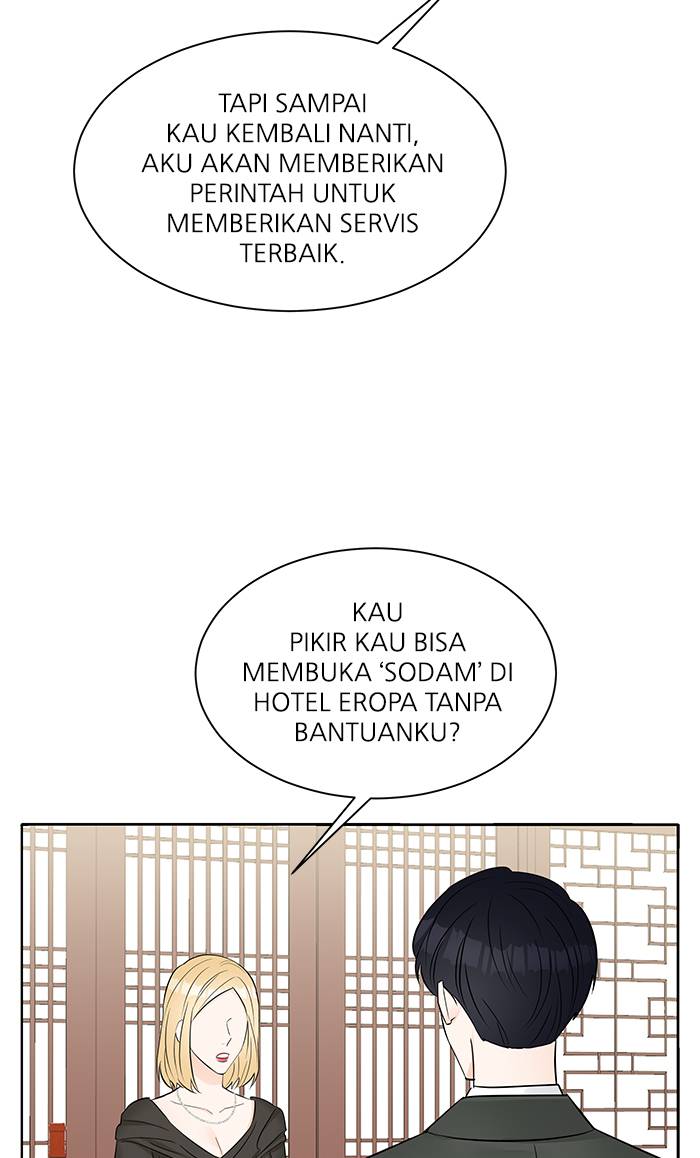 TAPI SAMPAI
KAU KEMBALI NANTI,
AKU AKAN MEMBERIKAN
PERINTAH UNTUK
MEMBERIKAN SERVIS
TERBAIK.
KAU
PIKIR KAU BISA
MEMBUKA ‘SODAM’ DI
HOTEL EROPA TANPA
BANTUANKU?